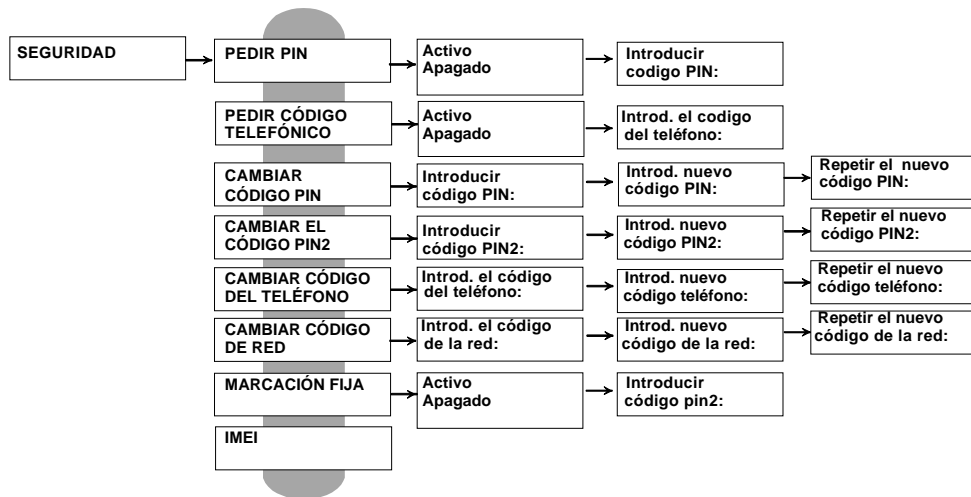 SEGURIDAD
PEDIR PIN
Activo
Apagado
Introducir
codigo PIN:
PEDIR CÓDIGO
TELEFÓNICO
Activo
Apagado
Introd. el codigo
del teléfono:
CAMBIAR
CÓDIGO PIN
Introducir
código PIN:
Introd. nuevo
código PIN:
Repetir el nuevo
código PIN:
CAMBIAR EL
CÓDIGO PIN2
Introducir
código PIN2:
Introd. nuevo
código PIN2:
Repetir el nuevo
código PIN2:
CAMBIAR CÓDIGO
DEL TELÉFONO
Introd. el código
del teléfono:
Introd. nuevo
código teléfono:
Repetir el nuevo
código teléfono:
CAMBIAR CÓDIGO
DE RED
Introd. el código
de la red:
Introd. nuevo
código de la red:
Repetir el nuevo
código de la red:
MARCACIÓN FIJA
Activo
Apagado
Introducir
código pin2:
IMEI